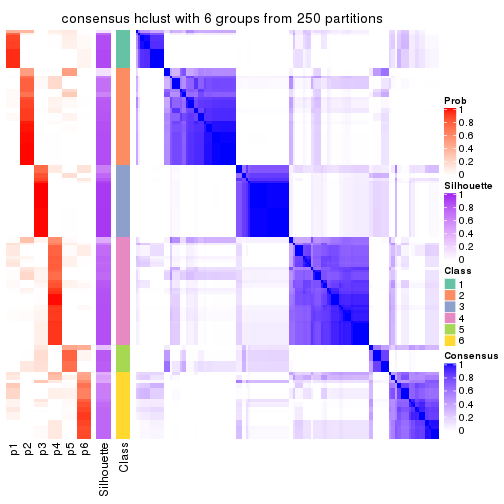 consensus hclust with 6 groups from 250 partitions
Prob
1
0.8
0.6
0.4
0.2
0
Silhouette
1
0.8
0.6
0.4
0.2
0
Class
1
2
3
4
5
6
Consensus
1
0.8
0.6
0.4
0.2
0
p1
p2
p3
p4
p5
p6
Silhouette
Class